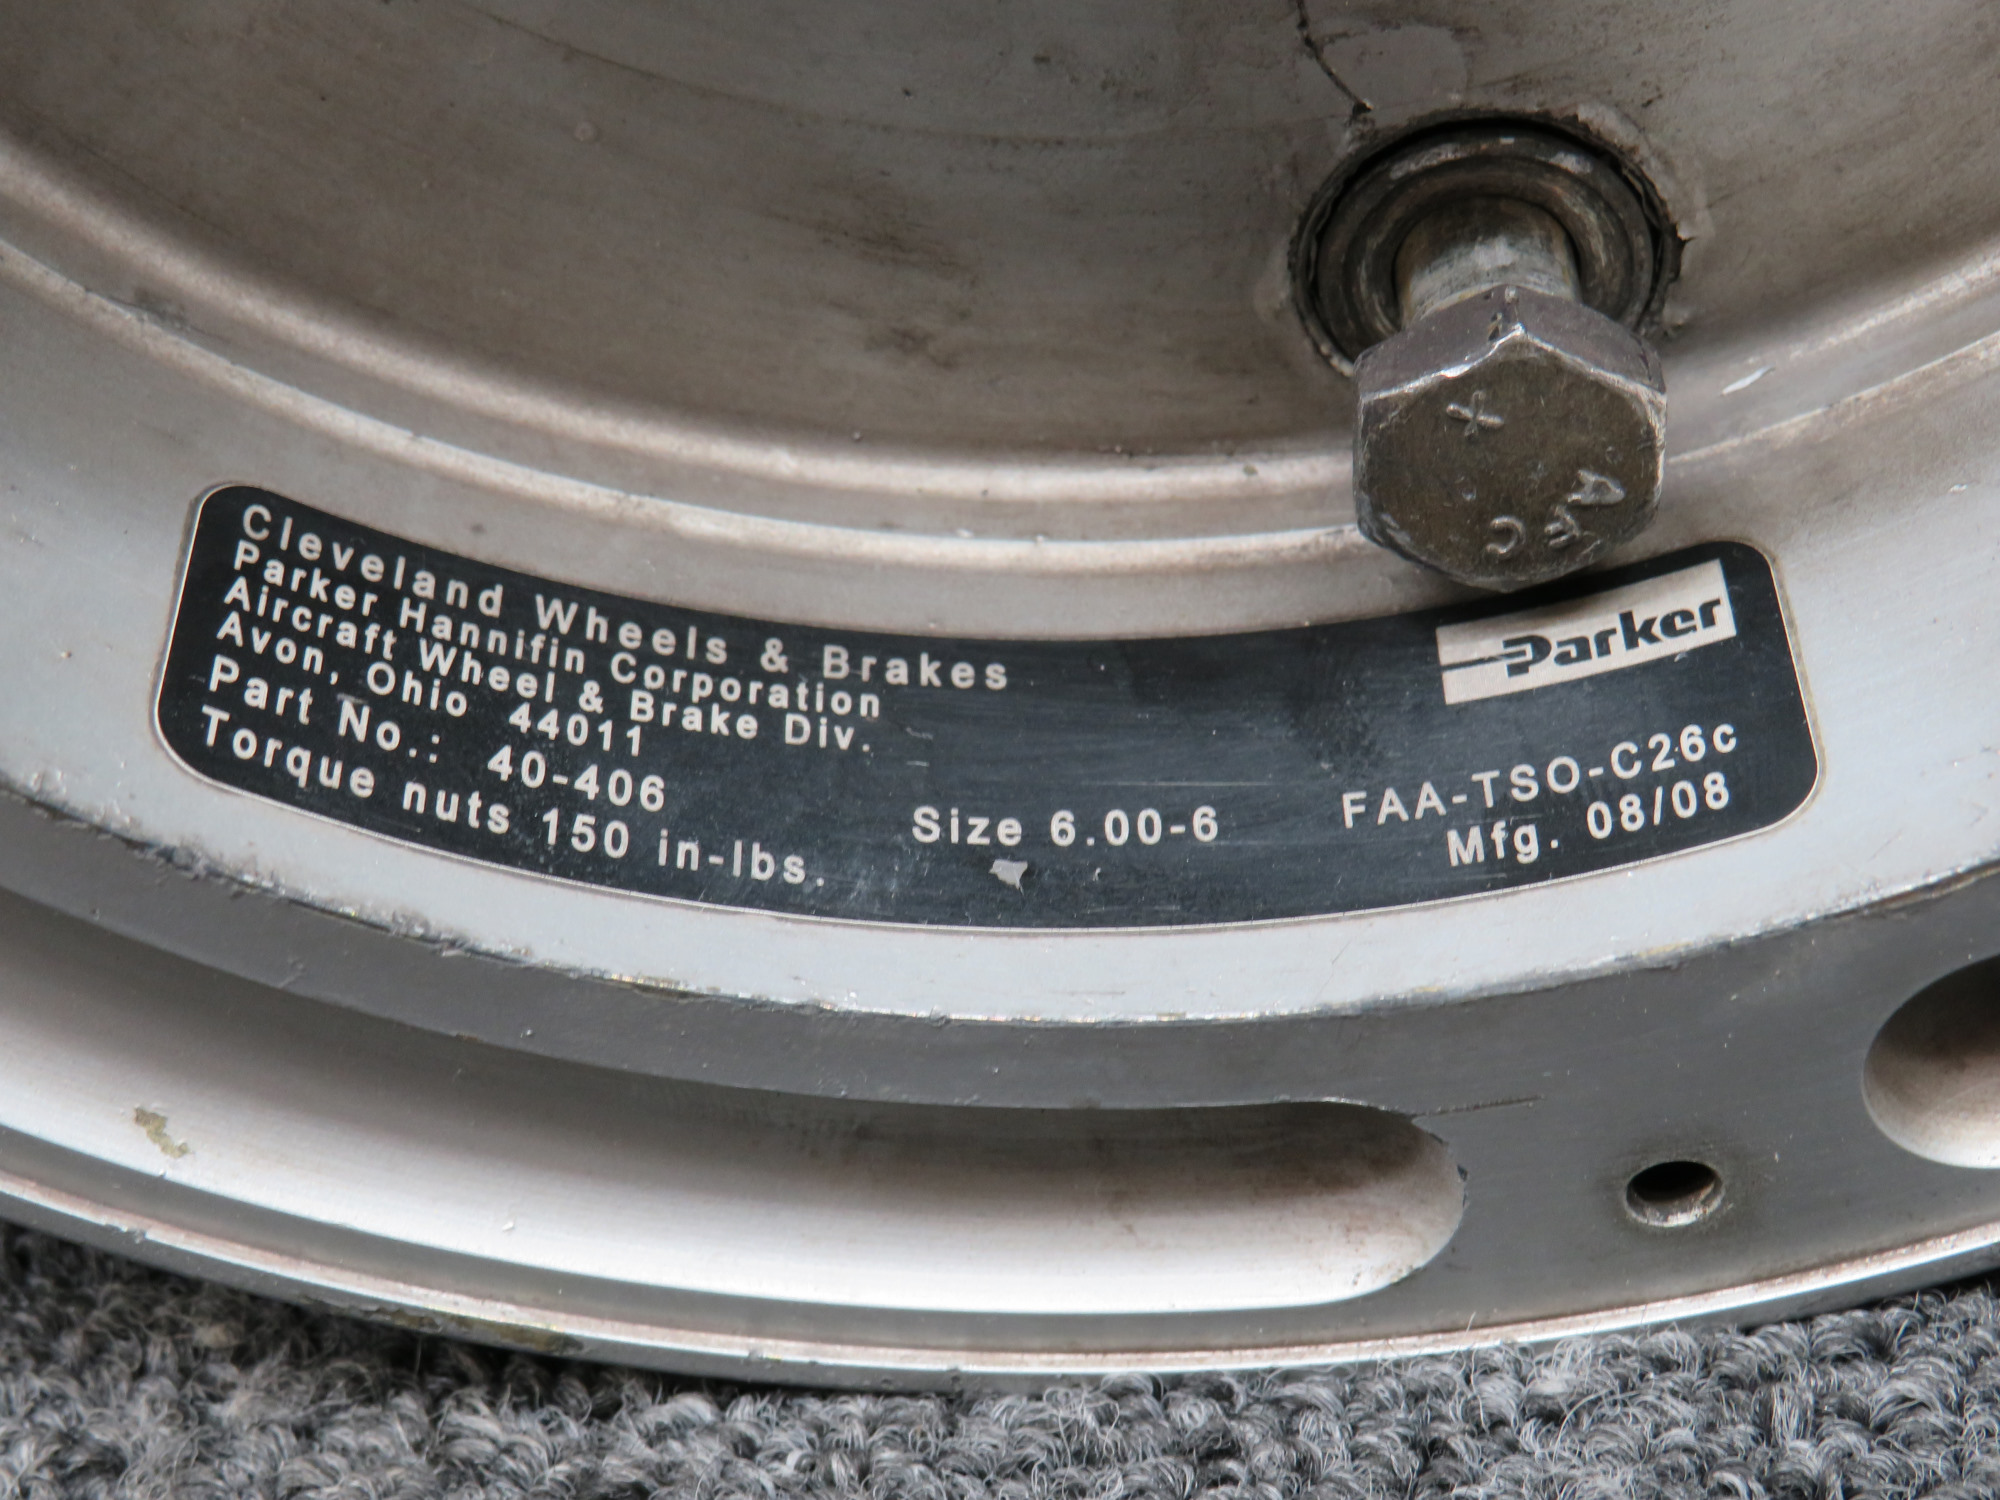 Cleveland Wheels & Brakes
Parker Hannifin Corporation
Aircraft Wheel & Brake Div.
Avon, Ohio 44011
Part No.: 40-406
Torque nuts 150 in-lbs.
Size 6.00-6
Parker
FAA-TSO-C26c
Mfg. 08/08
X
AFC